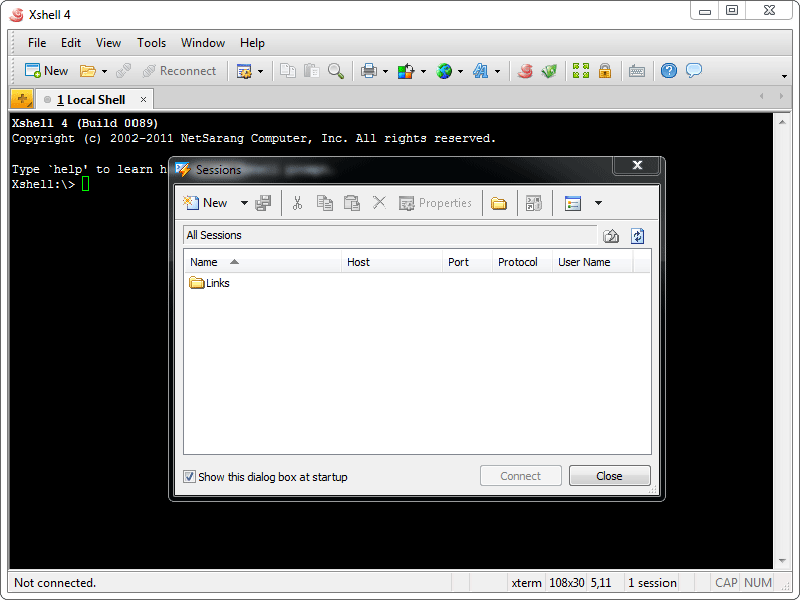 Xshell 4
File Edit View Tools Window Help
New Reconnect
1 Local Shell
Xshell 4 (Build 0089)
Copyright (c) 2002-2011 NetSarang Computer, Inc. All rights reserved.
Type `help' to learn h
Xshell:\>
Sessions
New Properties
All Sessions
Name Host Port Protocol User Name
Links
Show this dialog box at startup Connect Close
Not connected. xterm 108x30 5,11 1 session CAP NUM